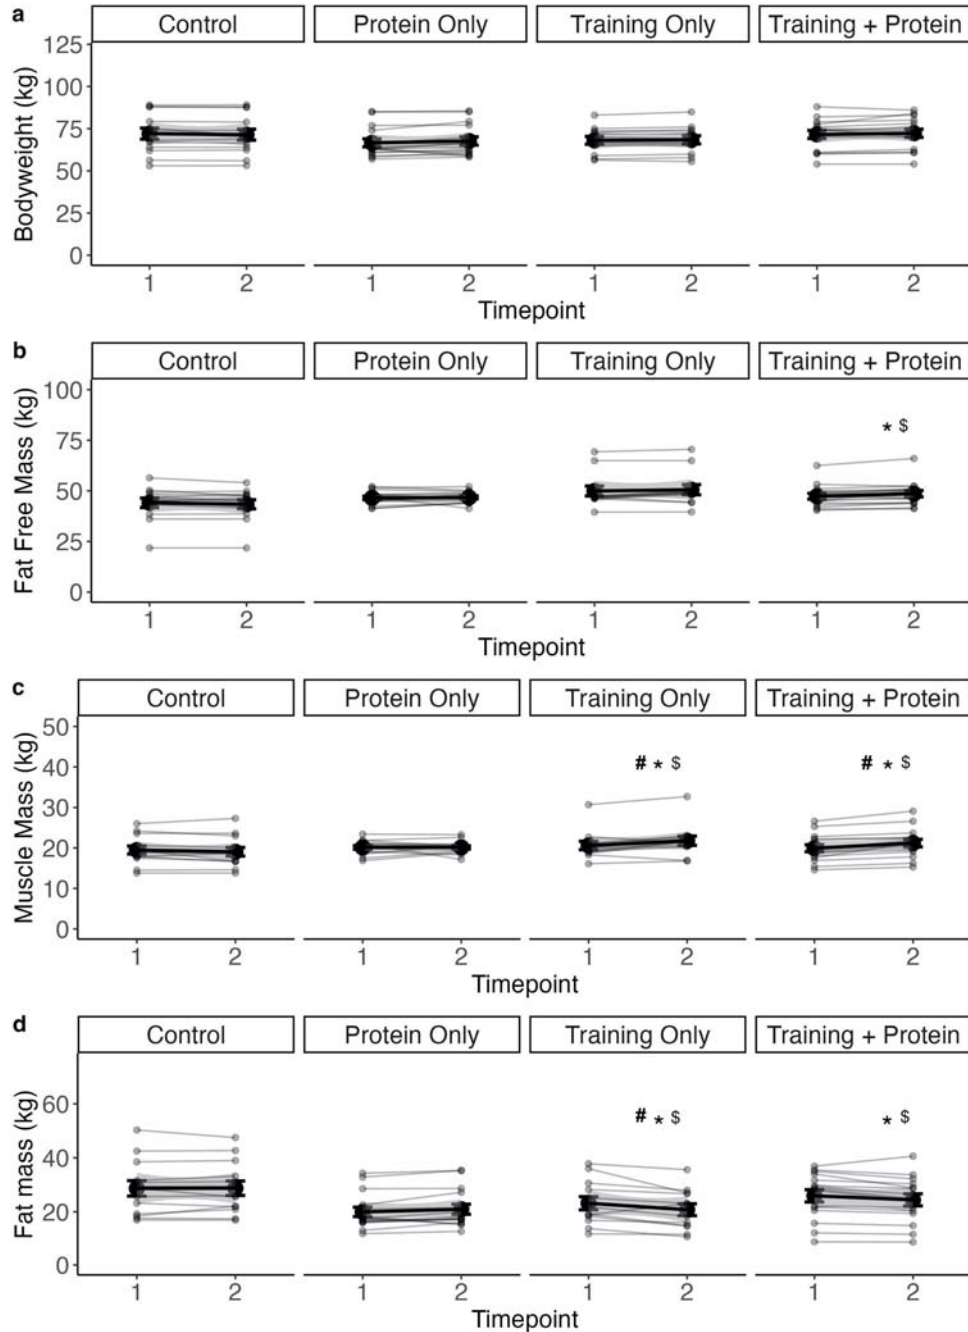 a
Control Protein Only Training Only Training + Protein
Bodyweight (kg)
125
100
75
50
25
0
1 2 1 2 1 2 1 2
Timepoint
b
Control Protein Only Training Only Training + Protein
Fat Free Mass (kg)
100
75
50
25
0
* $
1 2 1 2 1 2 1 2
Timepoint
c
Control Protein Only Training Only Training + Protein
Muscle Mass (kg)
50
40
30
20
10
0
# * $ # * $
1 2 1 2 1 2 1 2
Timepoint
d
Control Protein Only Training Only Training + Protein
Fat mass (kg)
60
40
20
0
# * $ * $
1 2 1 2 1 2 1 2
Timepoint